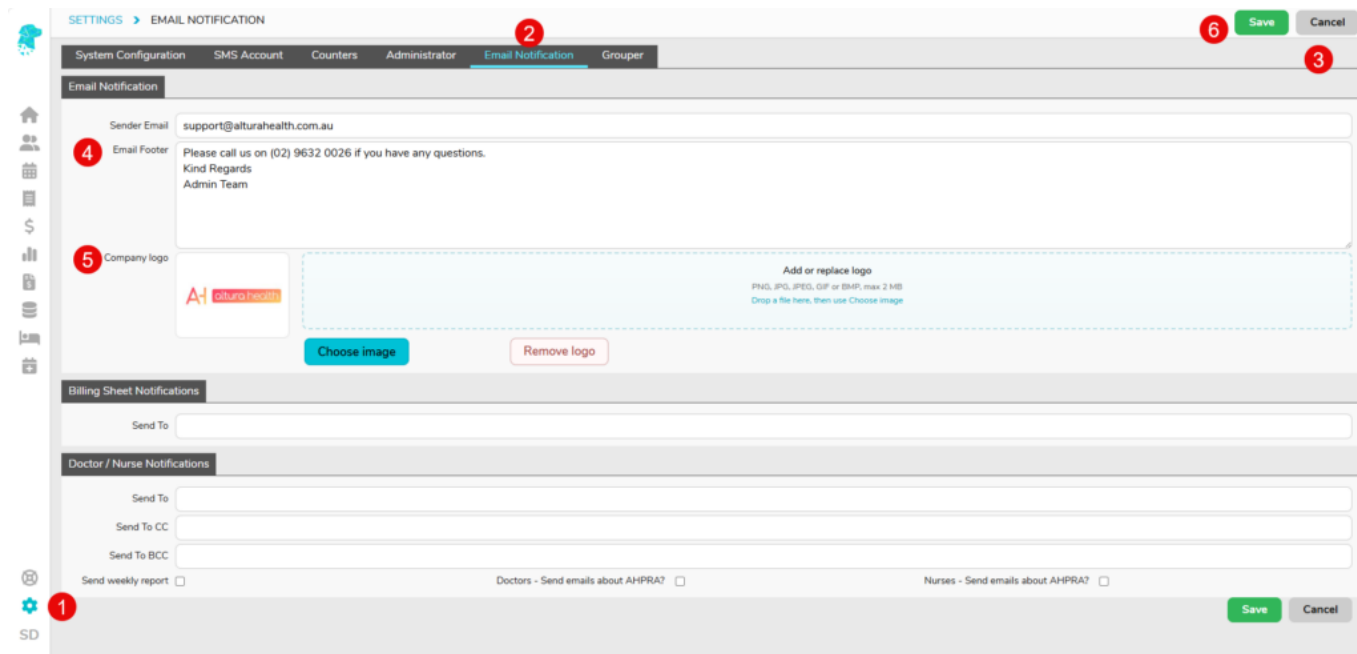 SETTINGS > EMAIL NOTIFICATION
2
6
Save
Cancel
System Configuration
SMS Account
Counters
Administrator
Email Notification
Grouper
3
Email Notification
Sender Email
support@alturahealth.com.au
4
Email Footer
Please call us on (02) 9632 0026 if you have any questions.
Kind Regards
Admin Team
5
Company logo
AH altura health
Add or replace logo
PNG, JPG, JPEG, GIF or BMP, max 2 MB
Drop a file here, then use Choose image
Choose image
Remove logo
Billing Sheet Notifications
Send To
Doctor / Nurse Notifications
Send To
Send To CC
Send To BCC
Send weekly report
Doctors - Send emails about AHPRA?
Nurses - Send emails about AHPRA?
1
Save
Cancel
SD